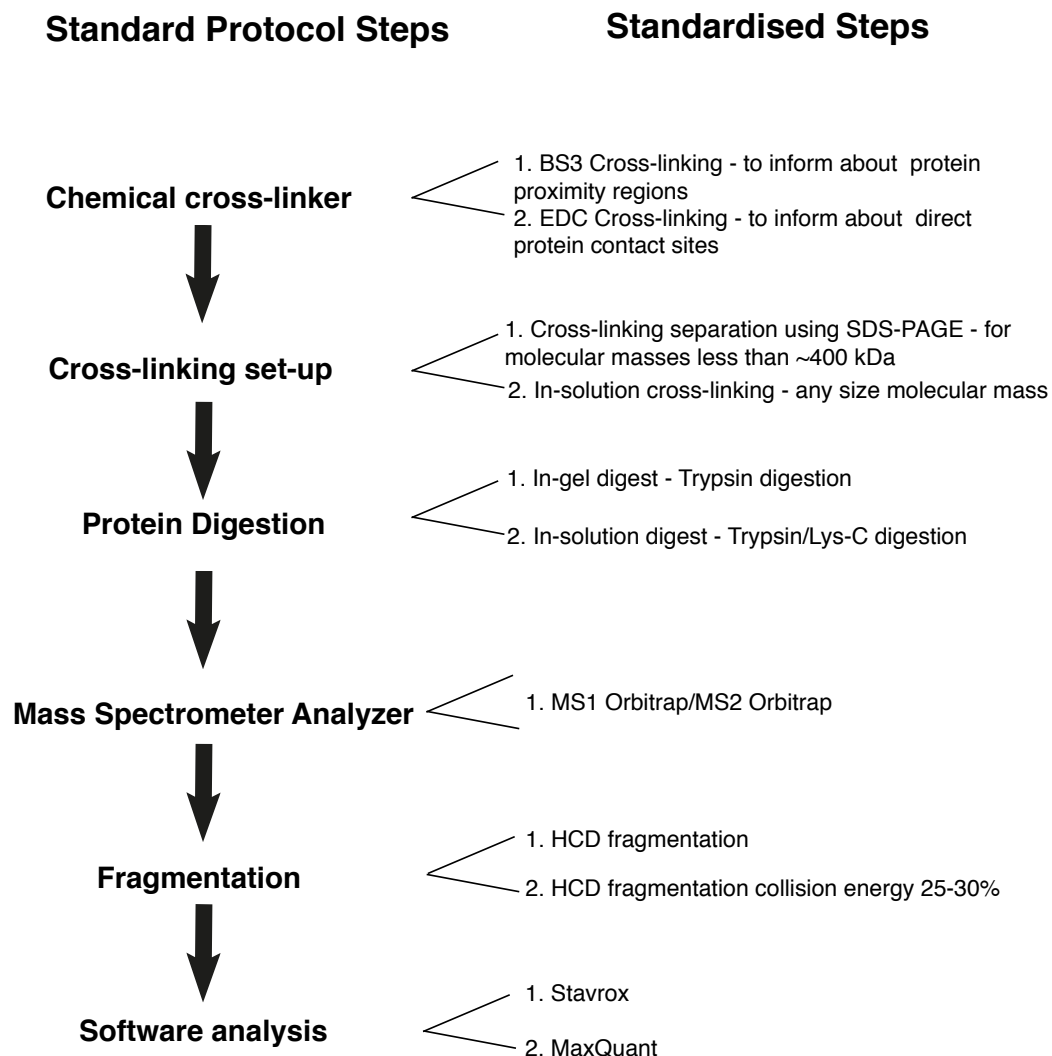 Standard Protocol Steps
Standardised Steps
Chemical cross-linker
1. BS3 Cross-linking - to inform about protein
proximity regions
2. EDC Cross-linking - to inform about direct
protein contact sites
Cross-linking set-up
1. Cross-linking separation using SDS-PAGE - for
molecular masses less than ~400 kDa
2. In-solution cross-linking - any size molecular mass
Protein Digestion
1. In-gel digest - Trypsin digestion
2. In-solution digest - Trypsin/Lys-C digestion
Mass Spectrometer Analyzer
1. MS1 Orbitrap/MS2 Orbitrap
Fragmentation
1. HCD fragmentation
2. HCD fragmentation collision energy 25-30%
Software analysis
1. Stavrox
2. MaxQuant